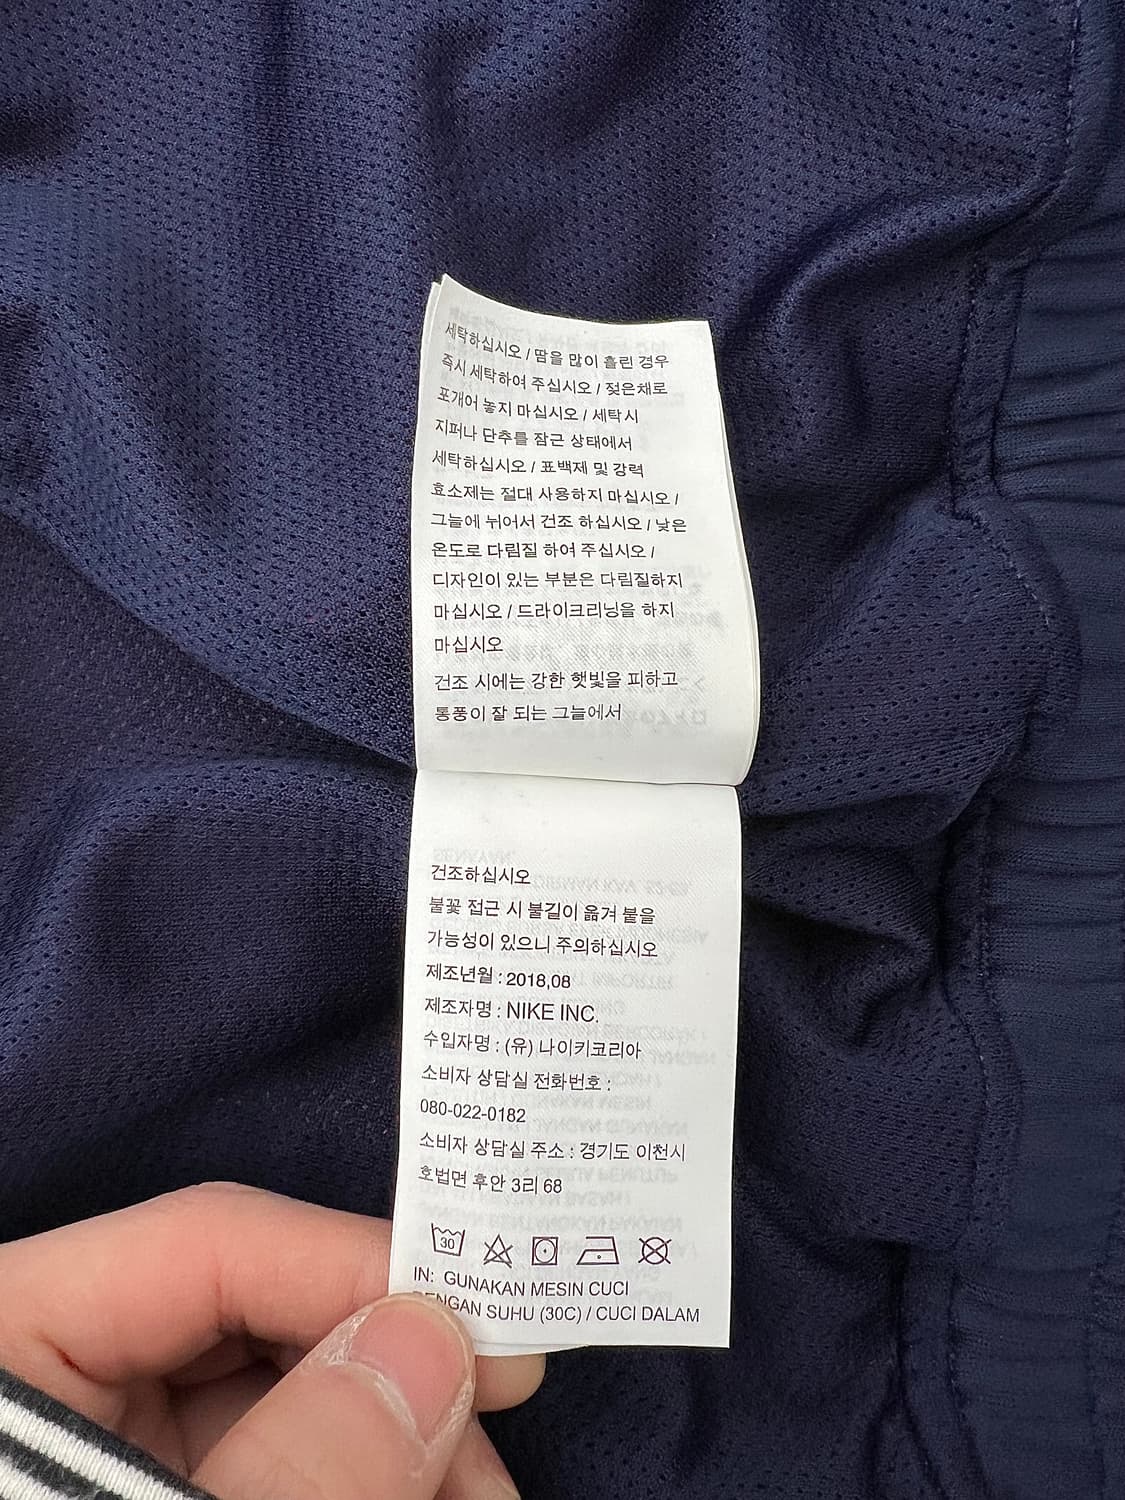 세탁하십시오 / 땀을 많이 흘린 경우
즉시 세탁하여 주십시오 / 젖은채로
포개어 놓지 마십시오 / 세탁시
지퍼나 단추를 잠근 상태에서
세탁하십시오 / 표백제 및 강력
효소제는 절대 사용하지 마십시오 /
그늘에 뉘어서 건조 하십시오 / 낮은
온도로 다림질 하여 주십시오 /
디자인이 있는 부분은 다림질하지
마십시오 / 드라이크리닝을 하지
마십시오
건조 시에는 강한 햇빛을 피하고
통풍이 잘 되는 그늘에서
건조하십시오
불꽃 접근 시 불길이 옮겨 붙을
가능성이 있으니 주의하십시오
제조년월 : 2018,08
제조자명 : NIKE INC.
수입자명 : (유) 나이키코리아
소비자 상담실 전화번호 :
080-022-0182
소비자 상담실 주소 : 경기도 이천시
호법면 후안 3리 68
30
IN: GUNAKAN MESIN CUCI
DENGAN SUHU (30C) / CUCI DALAM